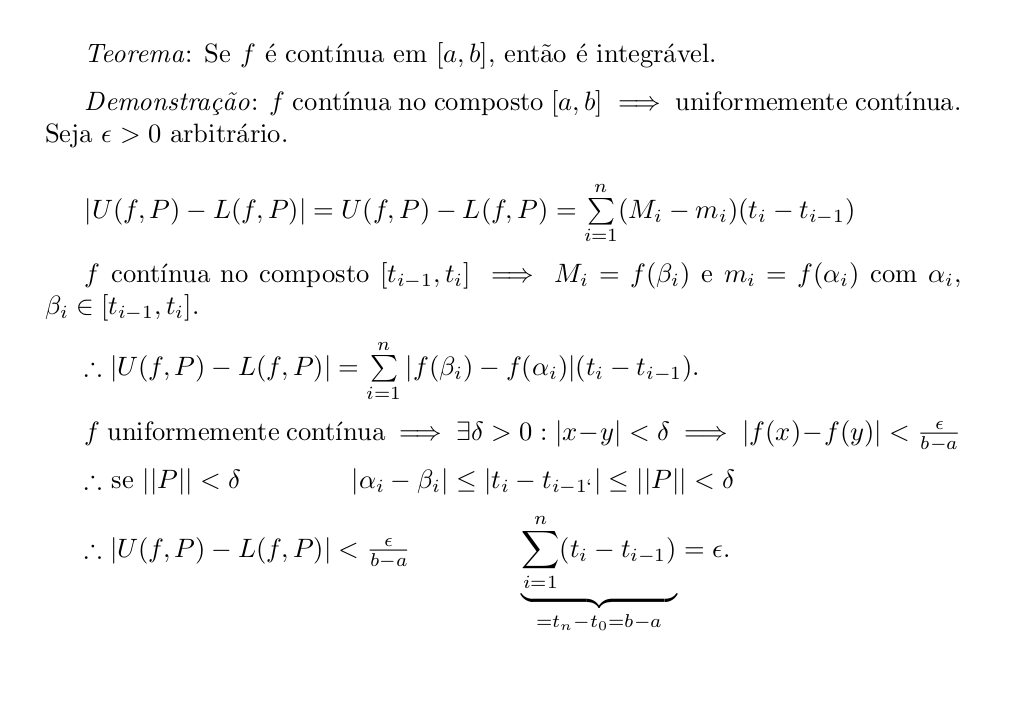 Teorema: Se $f$ é contínua em $[a, b]$, então é integrável.
Demonstração: $f$ contínua no composto $[a, b] \implies$ uniformemente contínua.
Seja $\epsilon > 0$ arbitrário.
$|U(f, P) - L(f, P)| = U(f, P) - L(f, P) = \sum\limits_{i=1}^{n} (M_i - m_i)(t_i - t_{i-1})$
$f$ contínua no composto $[t_{i-1}, t_i] \implies M_i = f(\beta_i)$ e $m_i = f(\alpha_i)$ com $\alpha_i,$
$\beta_i \in [t_{i-1}, t_i]$.
$\therefore |U(f, P) - L(f, P)| = \sum\limits_{i=1}^{n} |f(\beta_i) - f(\alpha_i)|(t_i - t_{i-1}).$
$f$ uniformemente contínua $\implies \exists \delta > 0 : |x - y| < \delta \implies |f(x) - f(y)| < \frac{\epsilon}{b-a}$
$\therefore$ se $||P|| < \delta$ $|\alpha_i - \beta_i| \leq |t_i - t_{i-1`}| \leq ||P|| < \delta$
$\therefore |U(f, P) - L(f, P)| < \frac{\epsilon}{b-a}$ $\underbrace{\sum_{i=1}^{n} (t_i - t_{i-1})}_{=t_n - t_0 = b-a} = \epsilon.$